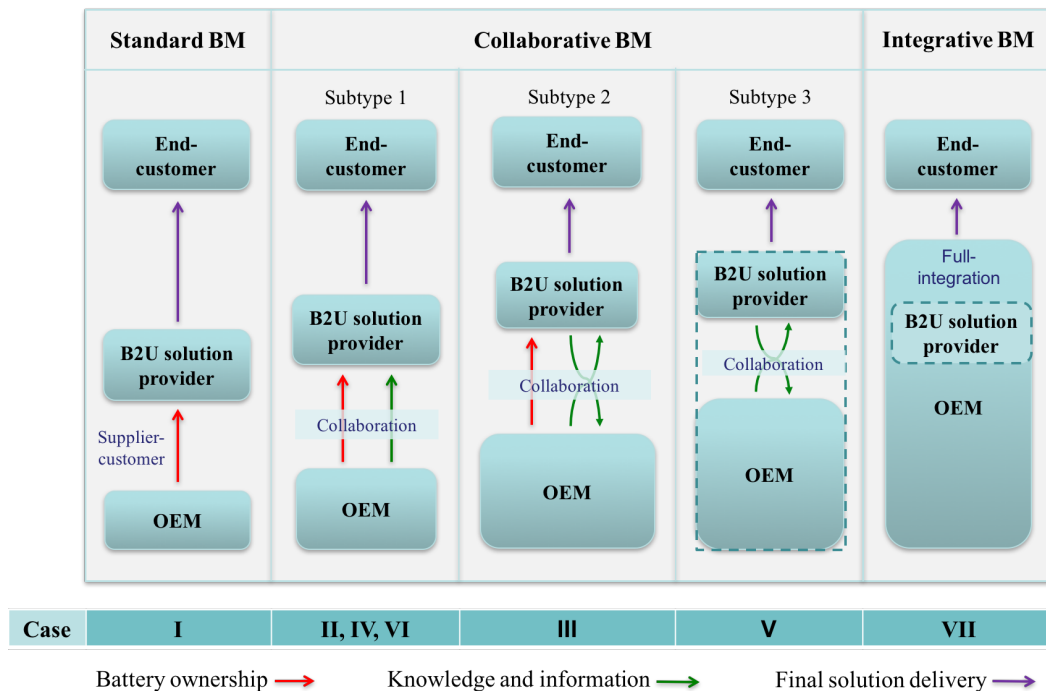 Standard BM
Collaborative BM
Integrative BM
Subtype 1
Subtype 2
Subtype 3
End-
customer
End-
customer
End-
customer
End-
customer
End-
customer
B2U solution
provider
Supplier-
customer
OEM
B2U solution
provider
Collaboration
OEM
B2U solution
provider
Collaboration
OEM
B2U solution
provider
Collaboration
OEM
Full-
integration
B2U solution
provider
OEM
Case
I
II, IV, VI
III
V
VII
Battery ownership
Knowledge and information
Final solution delivery